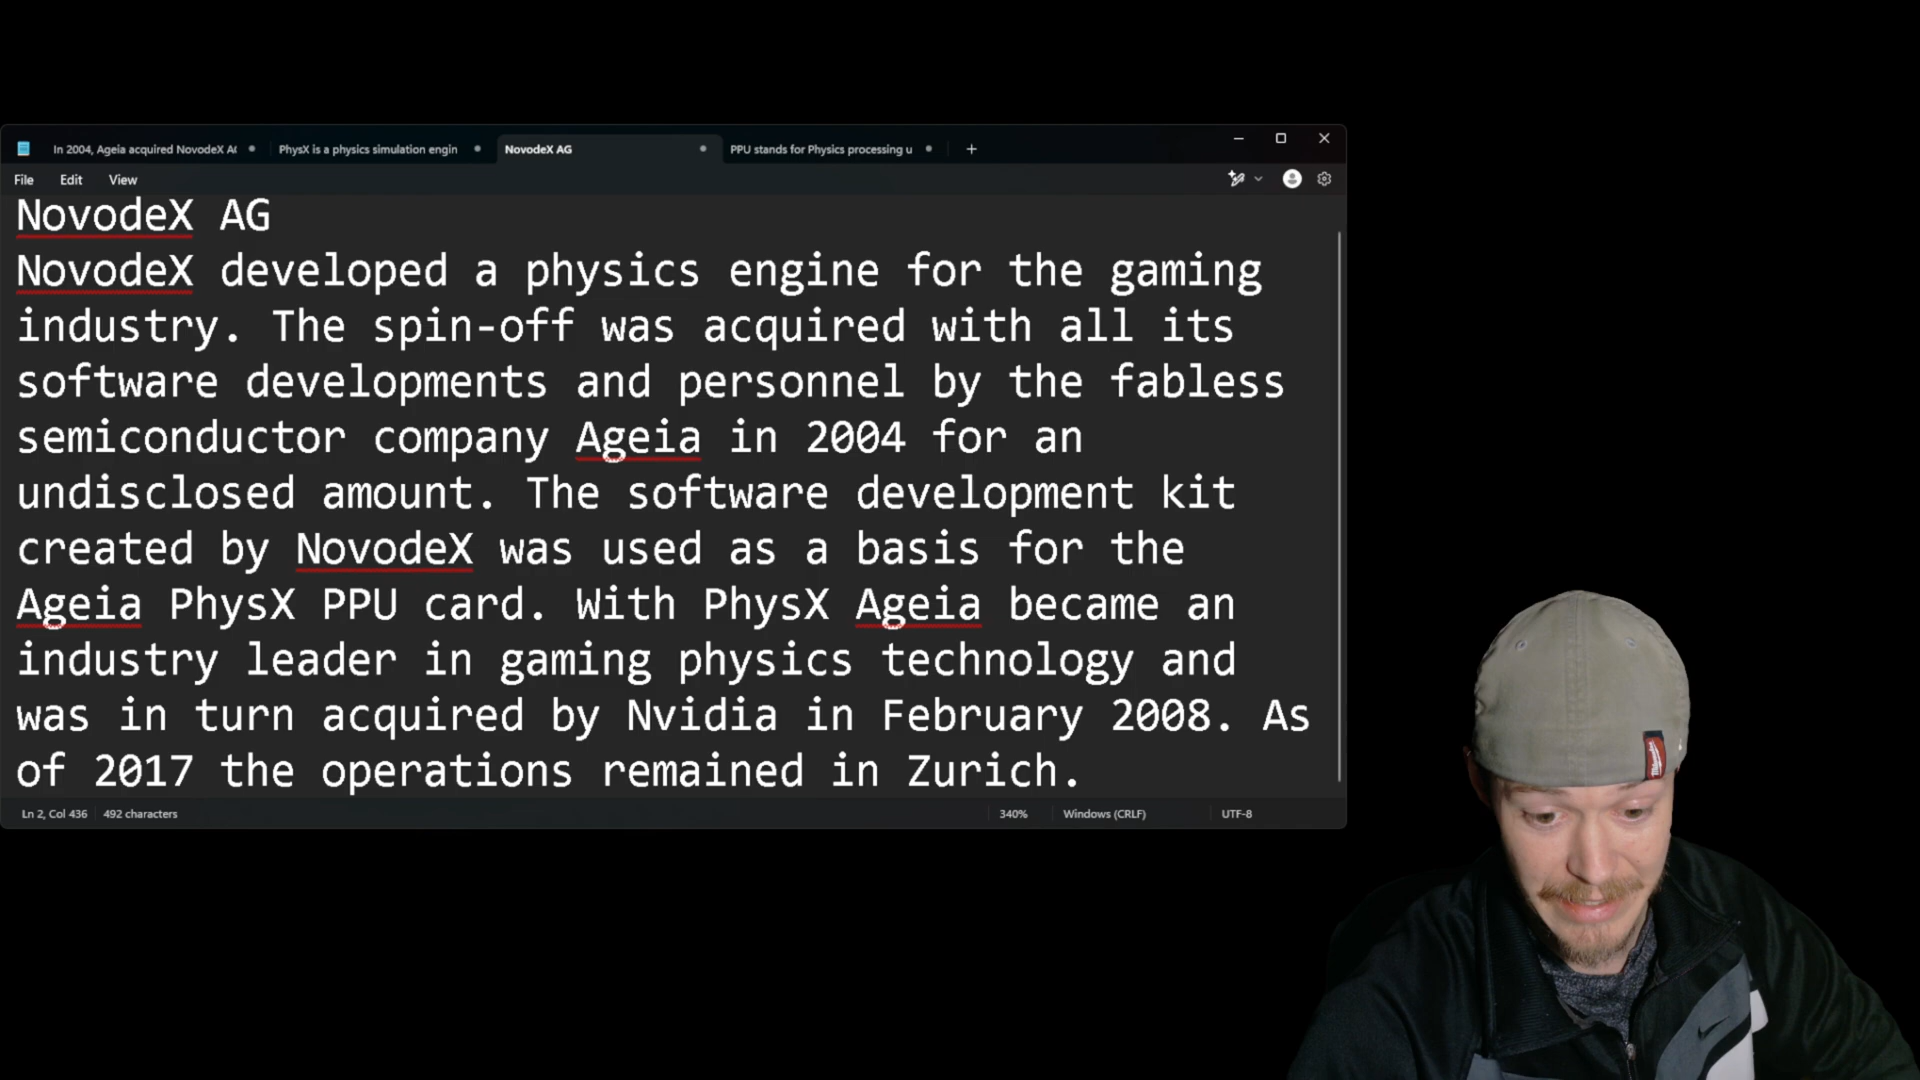 In 2004, Ageia acquired NovodeX AG
PhysX is a physics simulation engin
NovodeX AG
PPU stands for Physics processing u
File
Edit
View
NovodeX AG
NovodeX developed a physics engine for the gaming
industry. The spin-off was acquired with all its
software developments and personnel by the fabless
semiconductor company Ageia in 2004 for an
undisclosed amount. The software development kit
created by NovodeX was used as a basis for the
Ageia PhysX PPU card. With PhysX Ageia became an
industry leader in gaming physics technology and
was in turn acquired by Nvidia in February 2008. As
of 2017 the operations remained in Zurich.
Ln 2, Col 436
492 characters
340%
Windows (CRLF)
UTF-8
Milwaukee